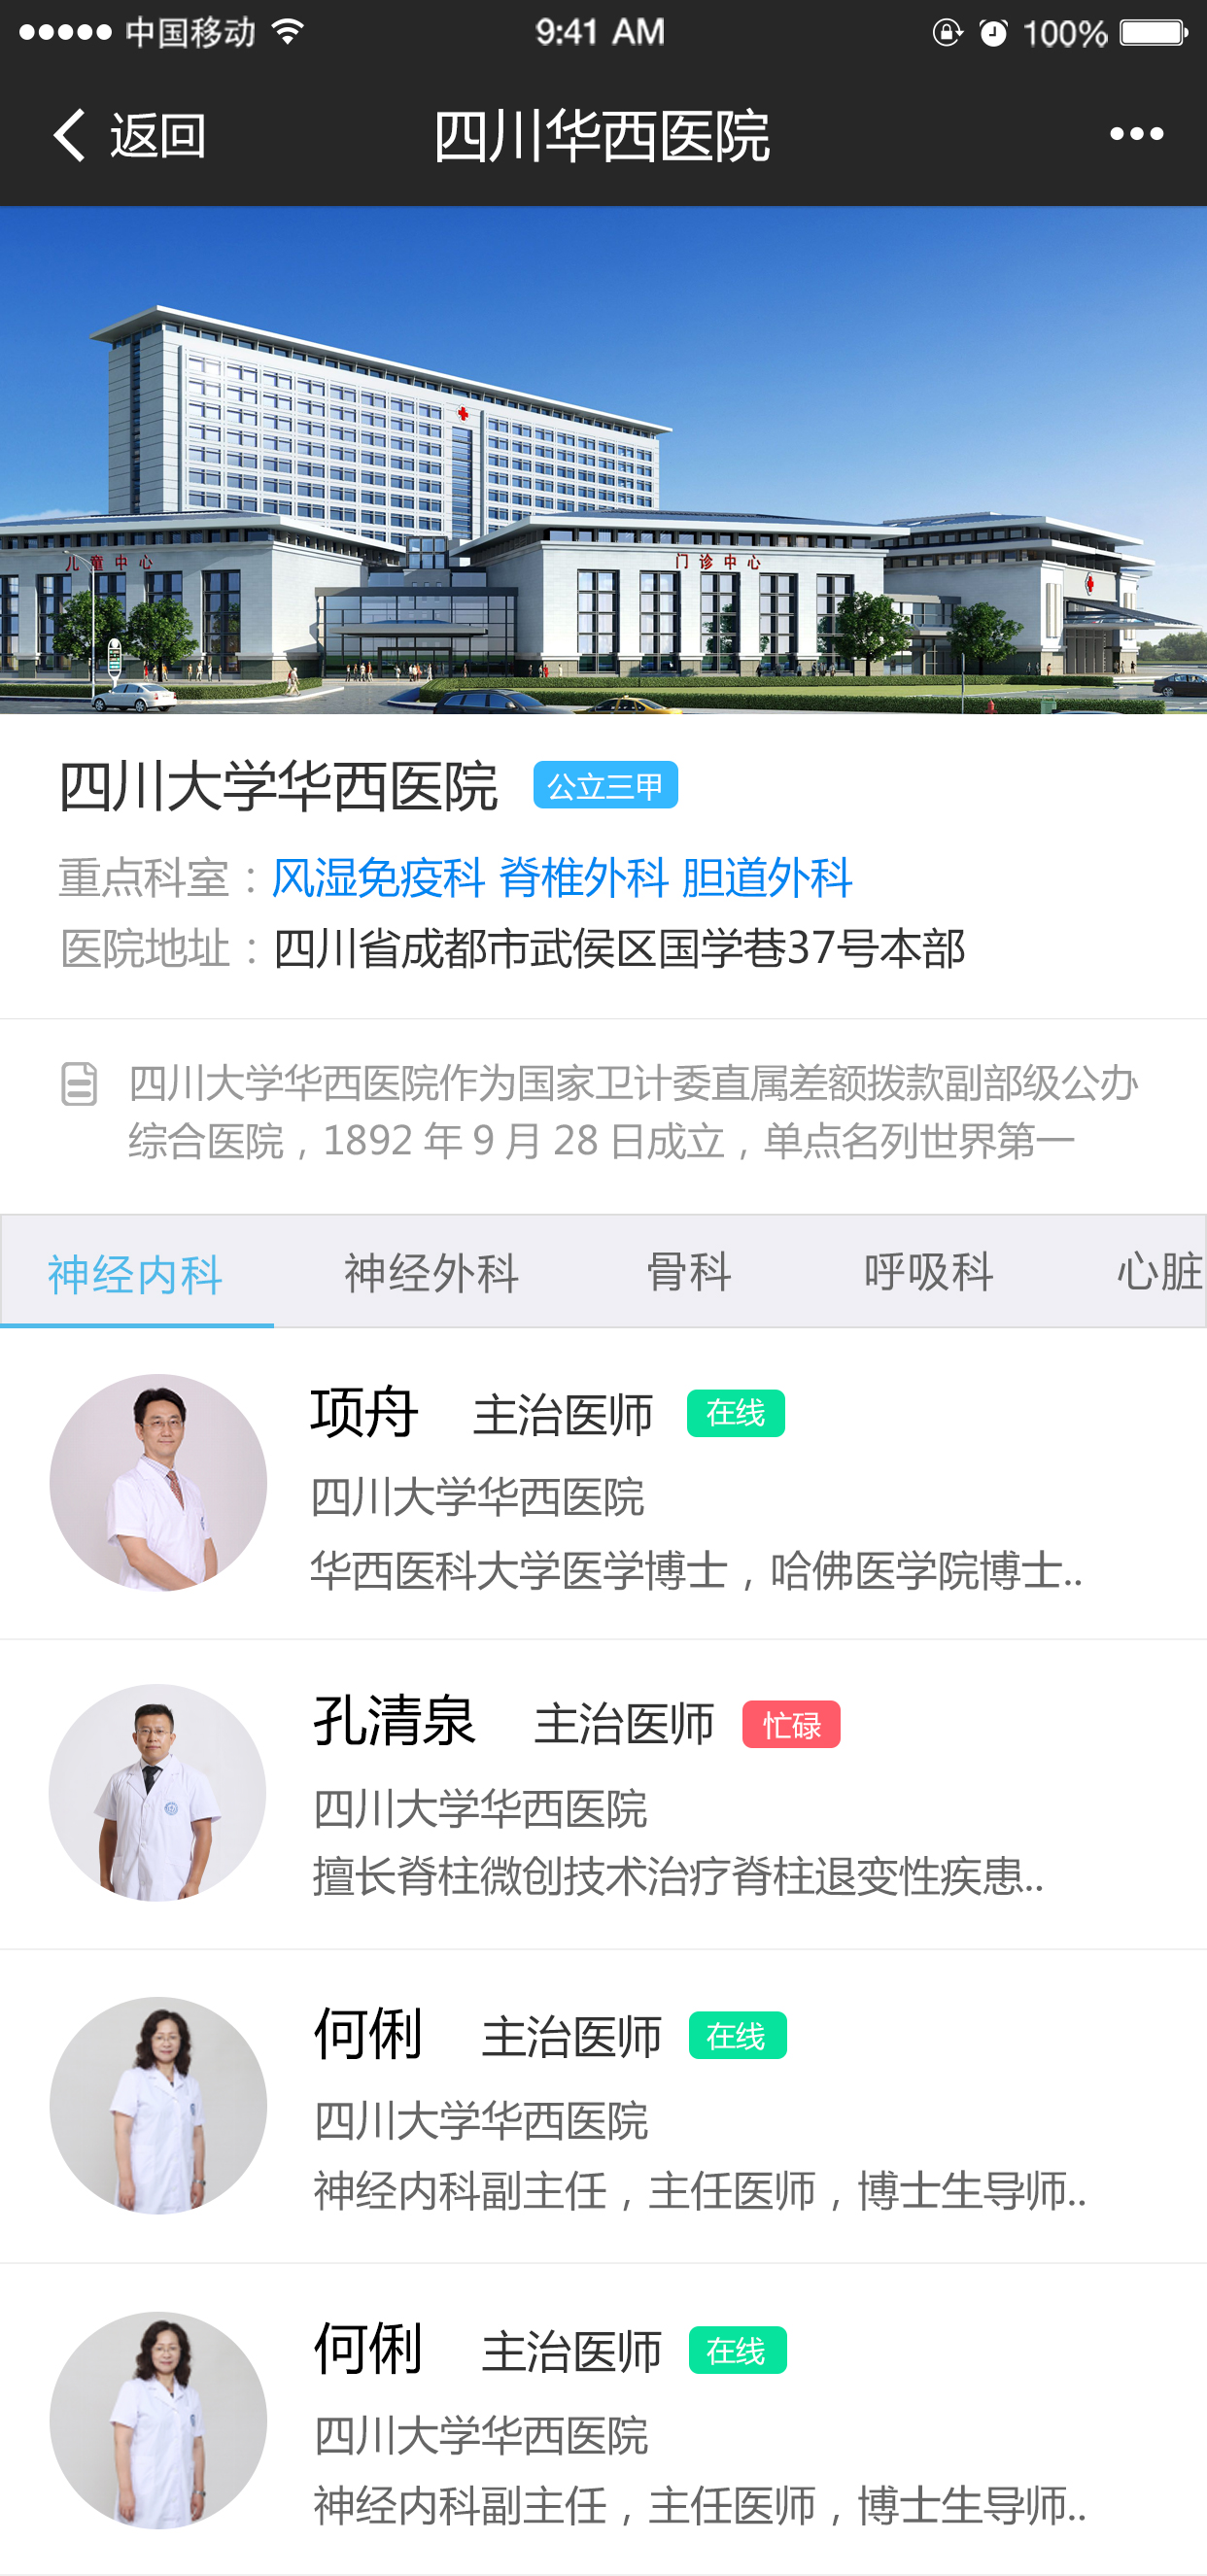 中国移动 9:41 AM 100%
返回 四川华西医院
儿童中心 门诊中心
四川大学华西医院 公立三甲
重点科室：风湿免疫科 脊椎外科 胆道外科
医院地址：四川省成都市武侯区国学巷37号本部
四川大学华西医院作为国家卫计委直属差额拨款副部级公办
综合医院，1892 年 9 月 28 日成立，单点名列世界第一
神经内科 神经外科 骨科 呼吸科 心脏
项舟 主治医师 在线
四川大学华西医院
华西医科大学医学博士，哈佛医学院博士..
孔清泉 主治医师 忙碌
四川大学华西医院
擅长脊柱微创技术治疗脊柱退变性疾患..
何俐 主治医师 在线
四川大学华西医院
神经内科副主任，主任医师，博士生导师..
何俐 主治医师 在线
四川大学华西医院
神经内科副主任，主任医师，博士生导师..